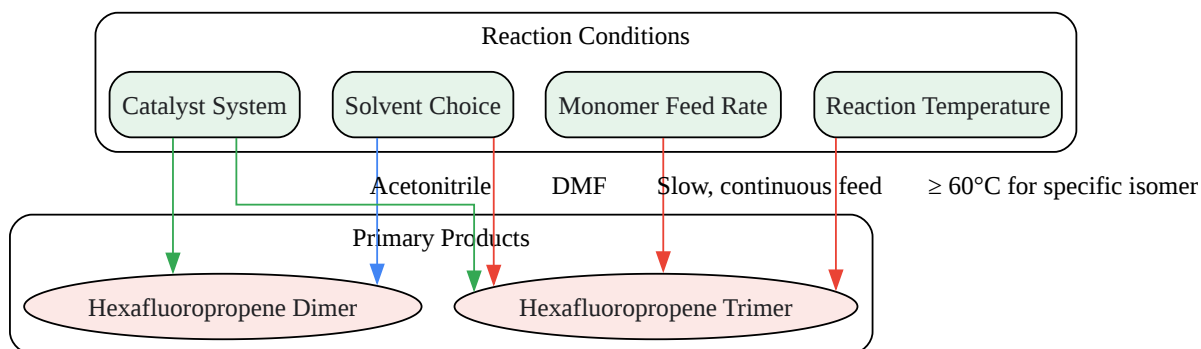 Reaction Conditions
Catalyst System
Solvent Choice
Monomer Feed Rate
Reaction Temperature
Acetonitrile
DMF
Slow, continuous feed
≥ 60°C for specific isomer
Primary Products
Hexafluoropropene Dimer
Hexafluoropropene Trimer